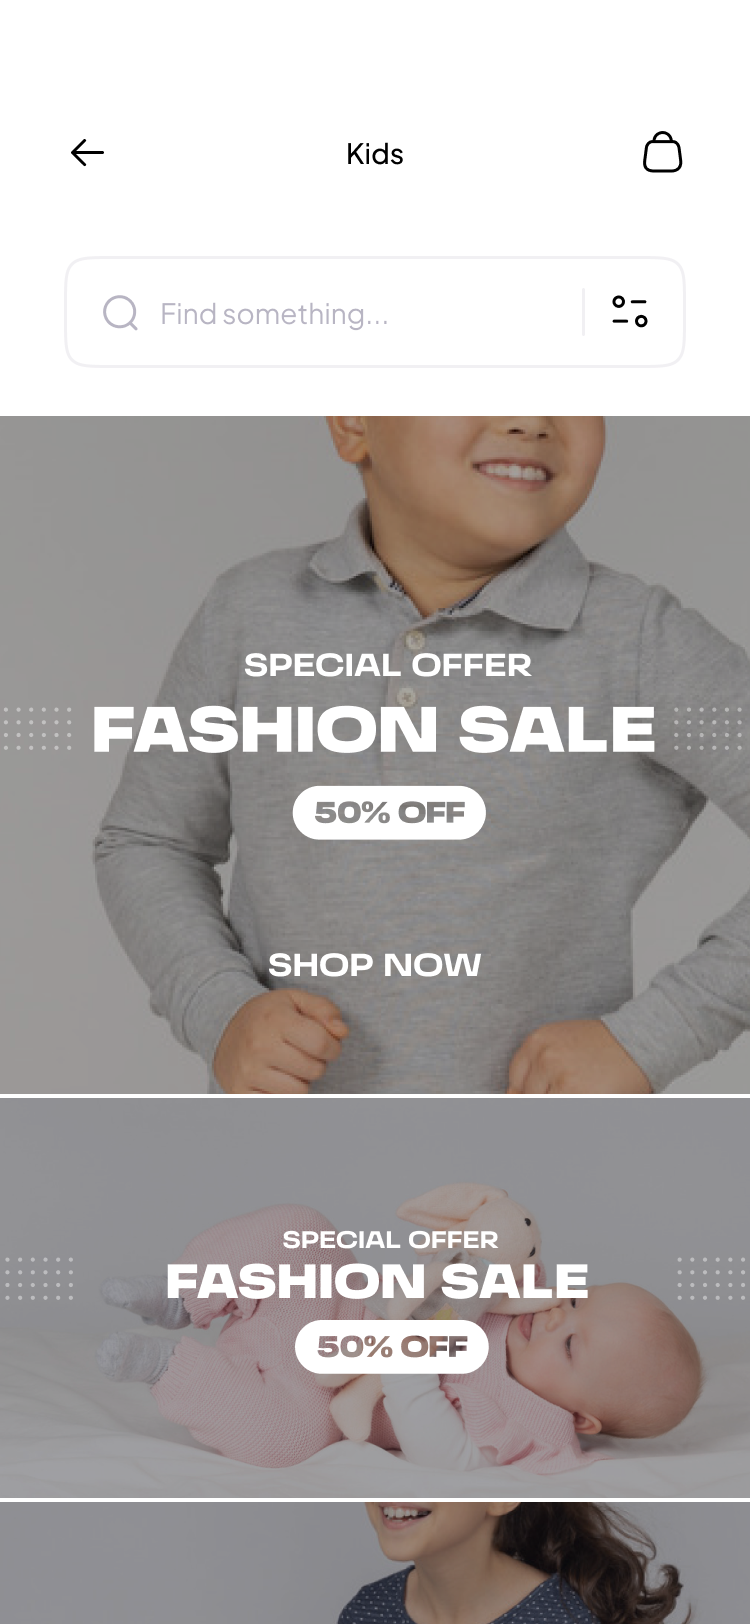 Kids
Find something...
SPECIAL OFFER
FASHION SALE
50% OFF
SHOP NOW
SPECIAL OFFER
FASHION SALE
50% OFF